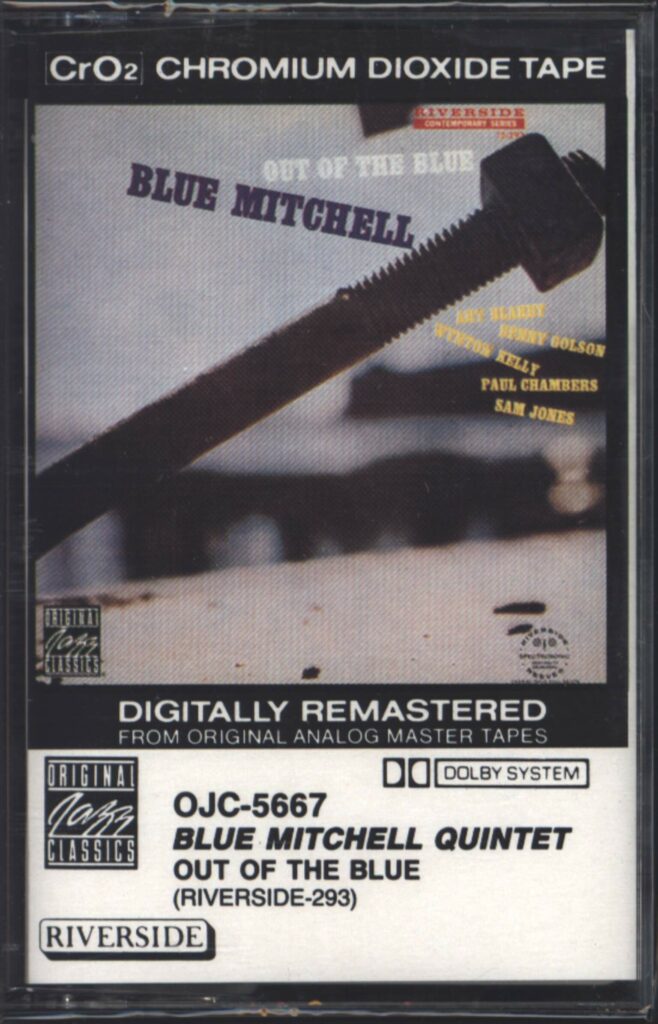 CrO2 CHROMIUM DIOXIDE TAPE
RIVERSIDE
CONTEMPORARY SERIES
OUT OF THE BLUE
BLUE MITCHELL
ART BLAKEY
BENNY GOLSON
WYNTON KELLY
PAUL CHAMBERS
SAM JONES
ORIGINAL
Jazz
CLASSICS
RIVERSIDE
DIGITALLY REMASTERED
FROM ORIGINAL ANALOG MASTER TAPES
ORIGINAL
Jazz
CLASSICS
DOLBY SYSTEM
OJC-5667
BLUE MITCHELL QUINTET
OUT OF THE BLUE
(RIVERSIDE-293)
RIVERSIDE